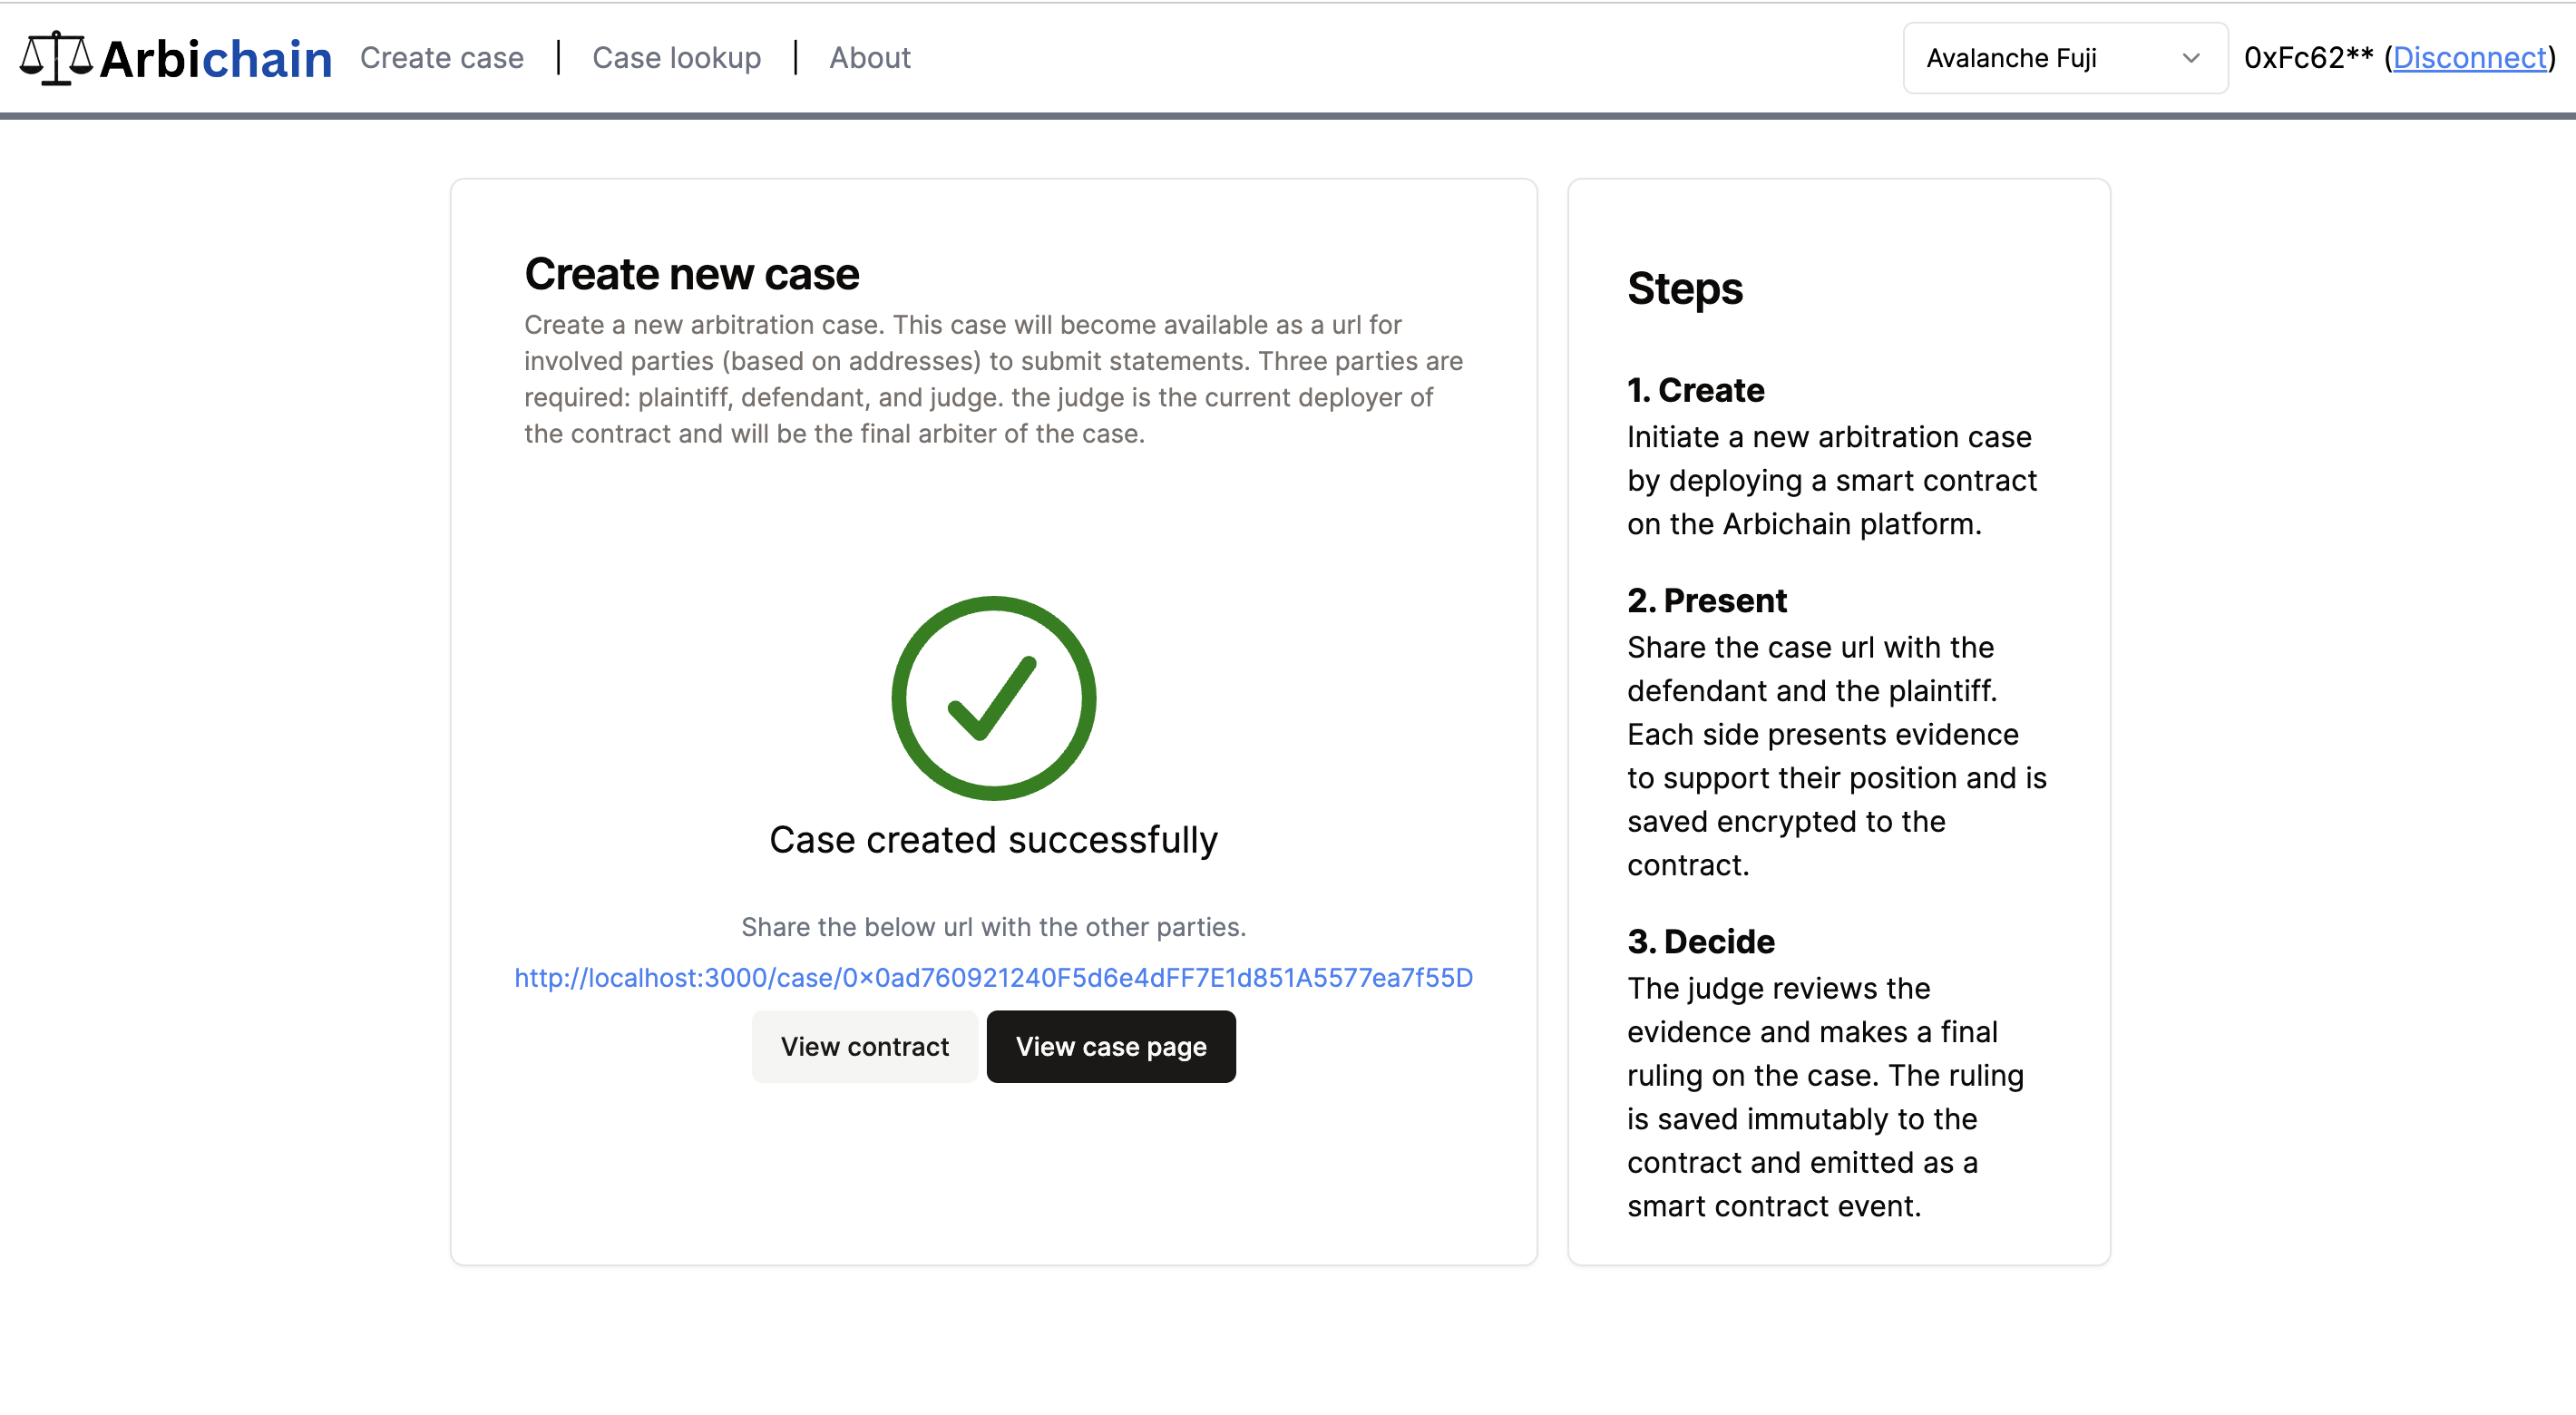 Arbichain Create case | Case lookup | About Avalanche Fuji 0xFc62** (Disconnect)
Create new case
Create a new arbitration case. This case will become available as a url for
involved parties (based on addresses) to submit statements. Three parties are
required: plaintiff, defendant, and judge. the judge is the current deployer of
the contract and will be the final arbiter of the case.
Case created successfully
Share the below url with the other parties.
http://localhost:3000/case/0x0ad760921240F5d6e4dFF7E1d851A5577ea7f55D
View contract View case page
Steps
1. Create
Initiate a new arbitration case
by deploying a smart contract
on the Arbichain platform.
2. Present
Share the case url with the
defendant and the plaintiff.
Each side presents evidence
to support their position and is
saved encrypted to the
contract.
3. Decide
The judge reviews the
evidence and makes a final
ruling on the case. The ruling
is saved immutably to the
contract and emitted as a
smart contract event.